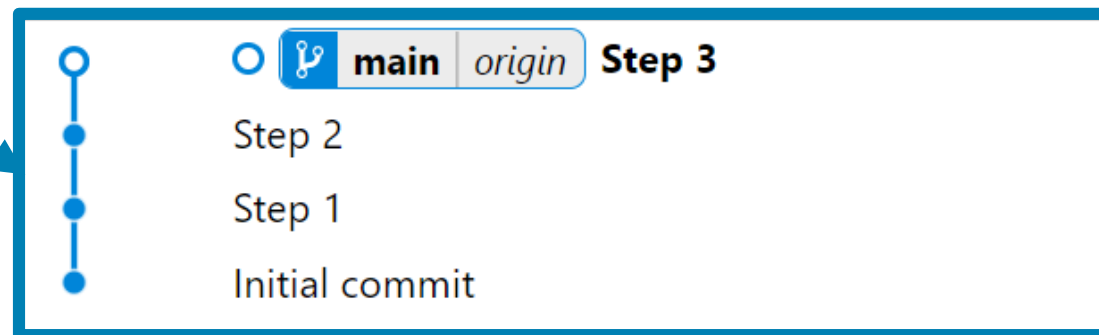 main origin Step 3
Step 2
Step 1
Initial commit